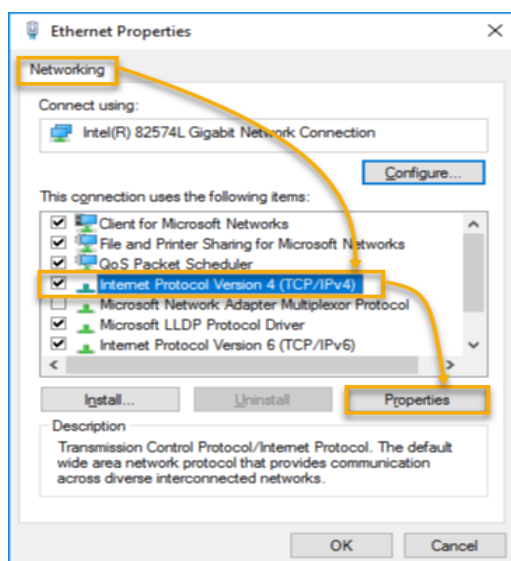 Ethernet Properties
Networking
Connect using:
Intel(R) 82574L Gigabit Network Connection
Configure...
This connection uses the following items:
Client for Microsoft Networks
File and Printer Sharing for Microsoft Networks
QoS Packet Scheduler
Internet Protocol Version 4 (TCP/IPv4)
Microsoft Network Adapter Multiplexor Protocol
Microsoft LLDP Protocol Driver
Internet Protocol Version 6 (TCP/IPv6)
Install...
Uninstall
Properties
Description
Transmission Control Protocol/Internet Protocol. The default
wide area network protocol that provides communication
across diverse interconnected networks.
OK
Cancel